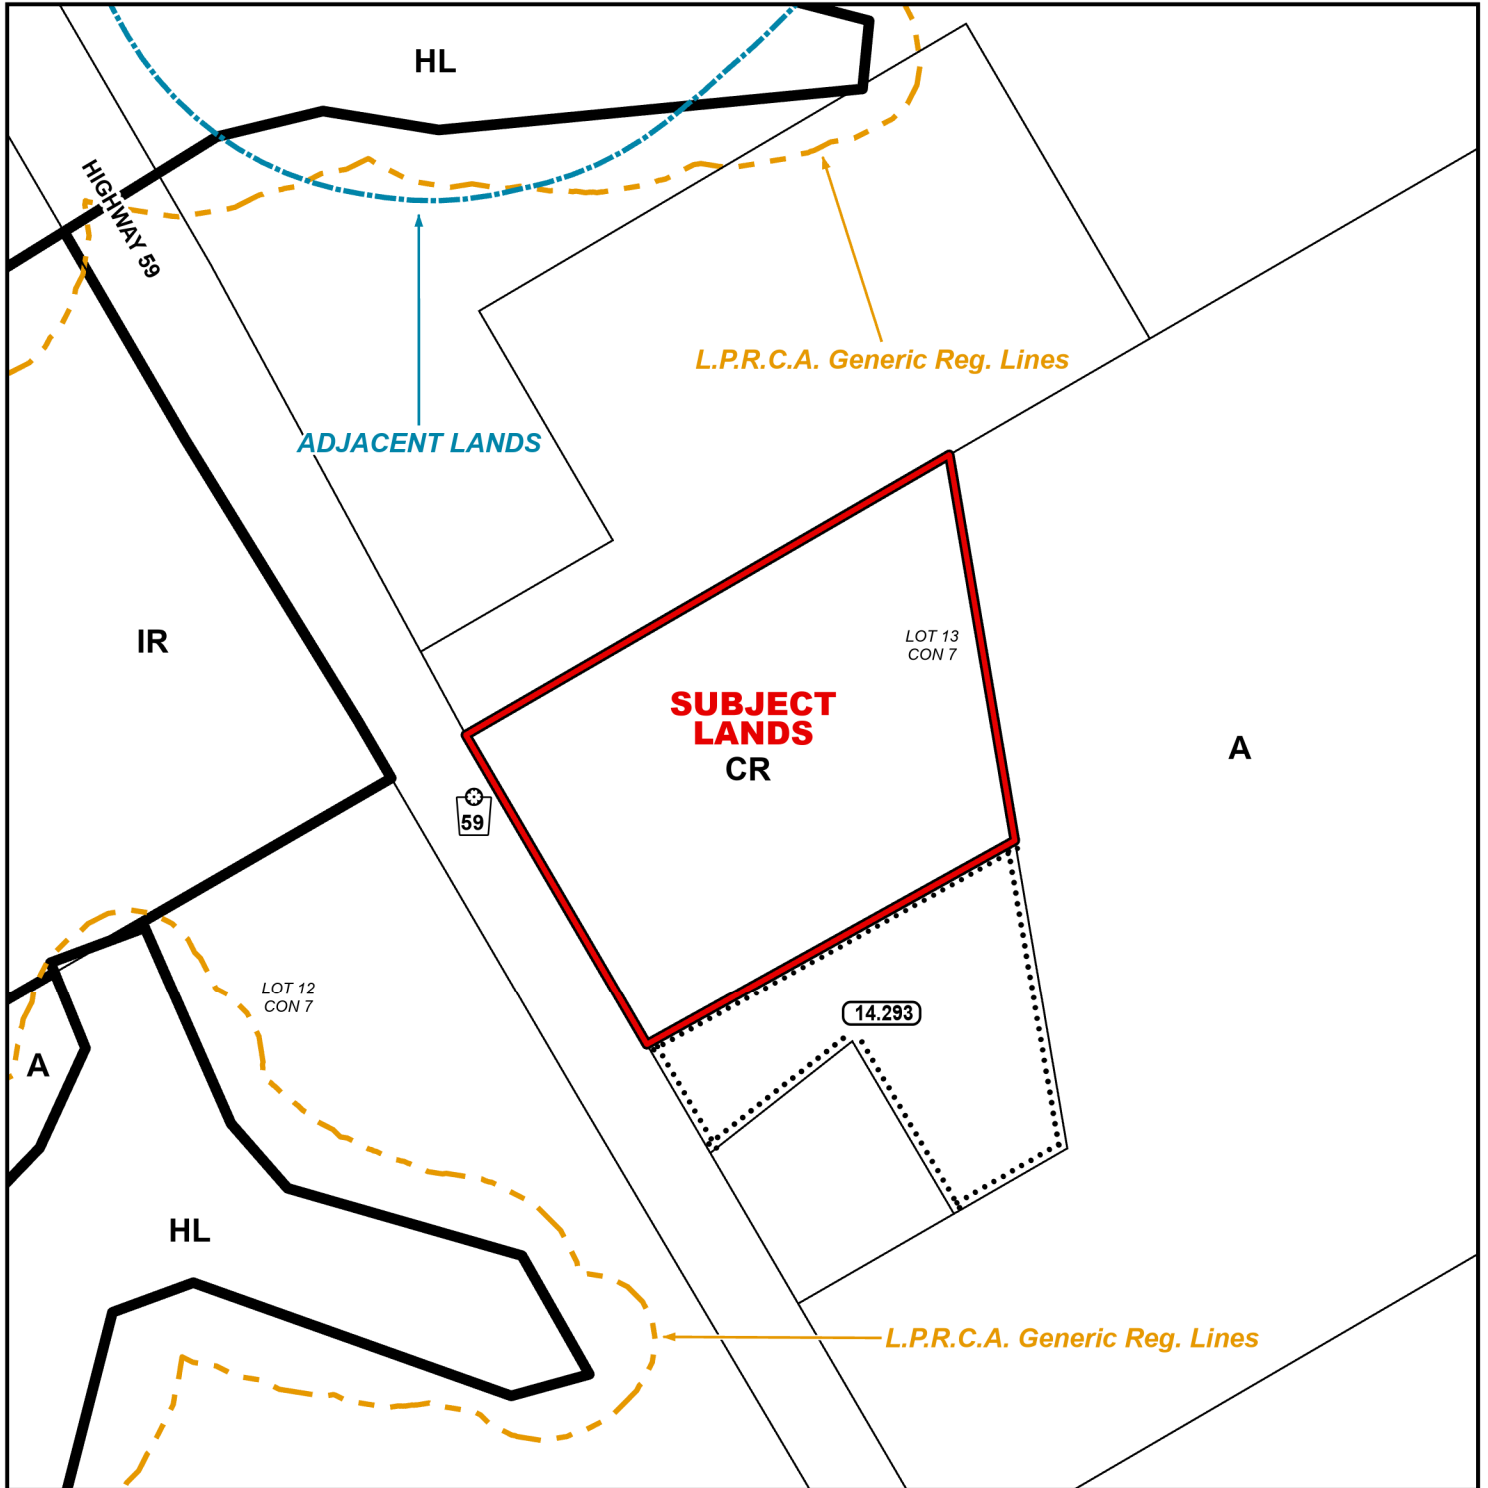 HL
HIGHWAY 59
L.P.R.C.A. Generic Reg. Lines
ADJACENT LANDS
IR
LOT 13
CON 7
SUBJECT
LANDS
CR
A
59
LOT 12
CON 7
14.293
A
HL
L.P.R.C.A. Generic Reg. Lines